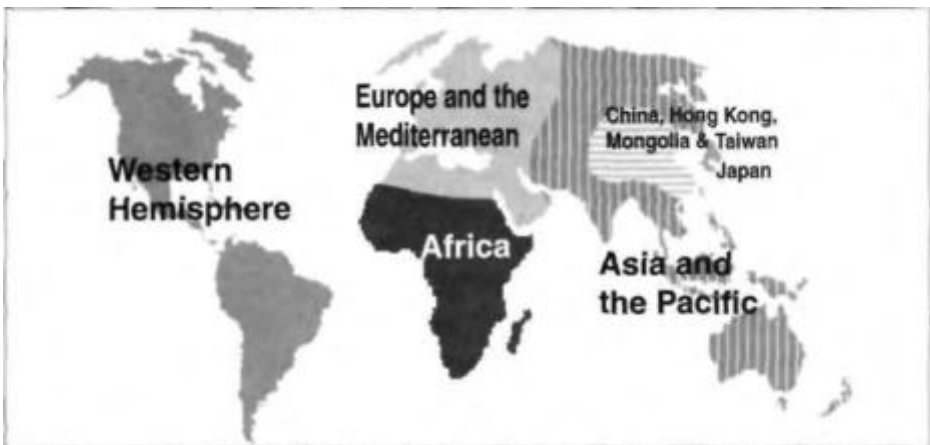 Europe and the
Mediterranean
China, Hong Kong,
Mongolia & Taiwan
Japan
Western
Hemisphere
Africa
Asia and
the Pacific